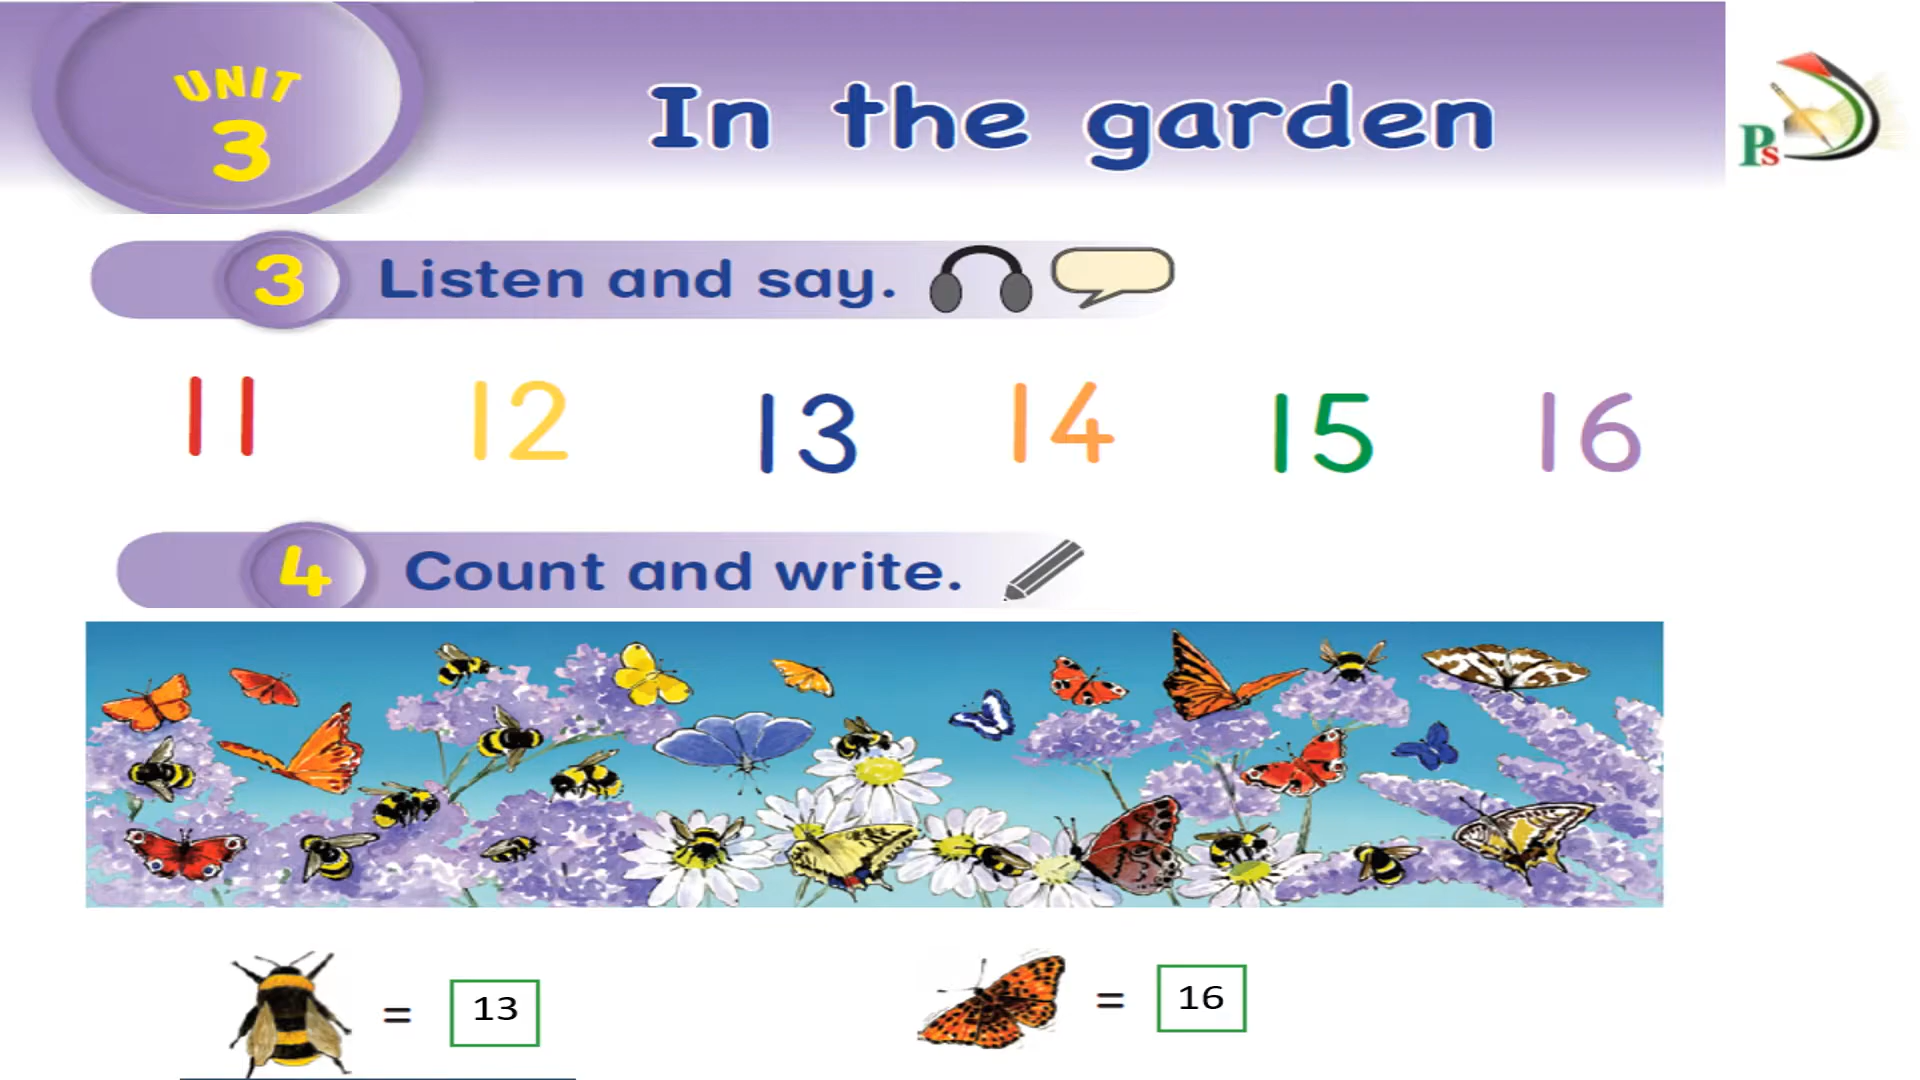 UNIT
3
In the garden
Ps
3 Listen and say.
11 12 13 14 15 16
4 Count and write.
= 13
= 16